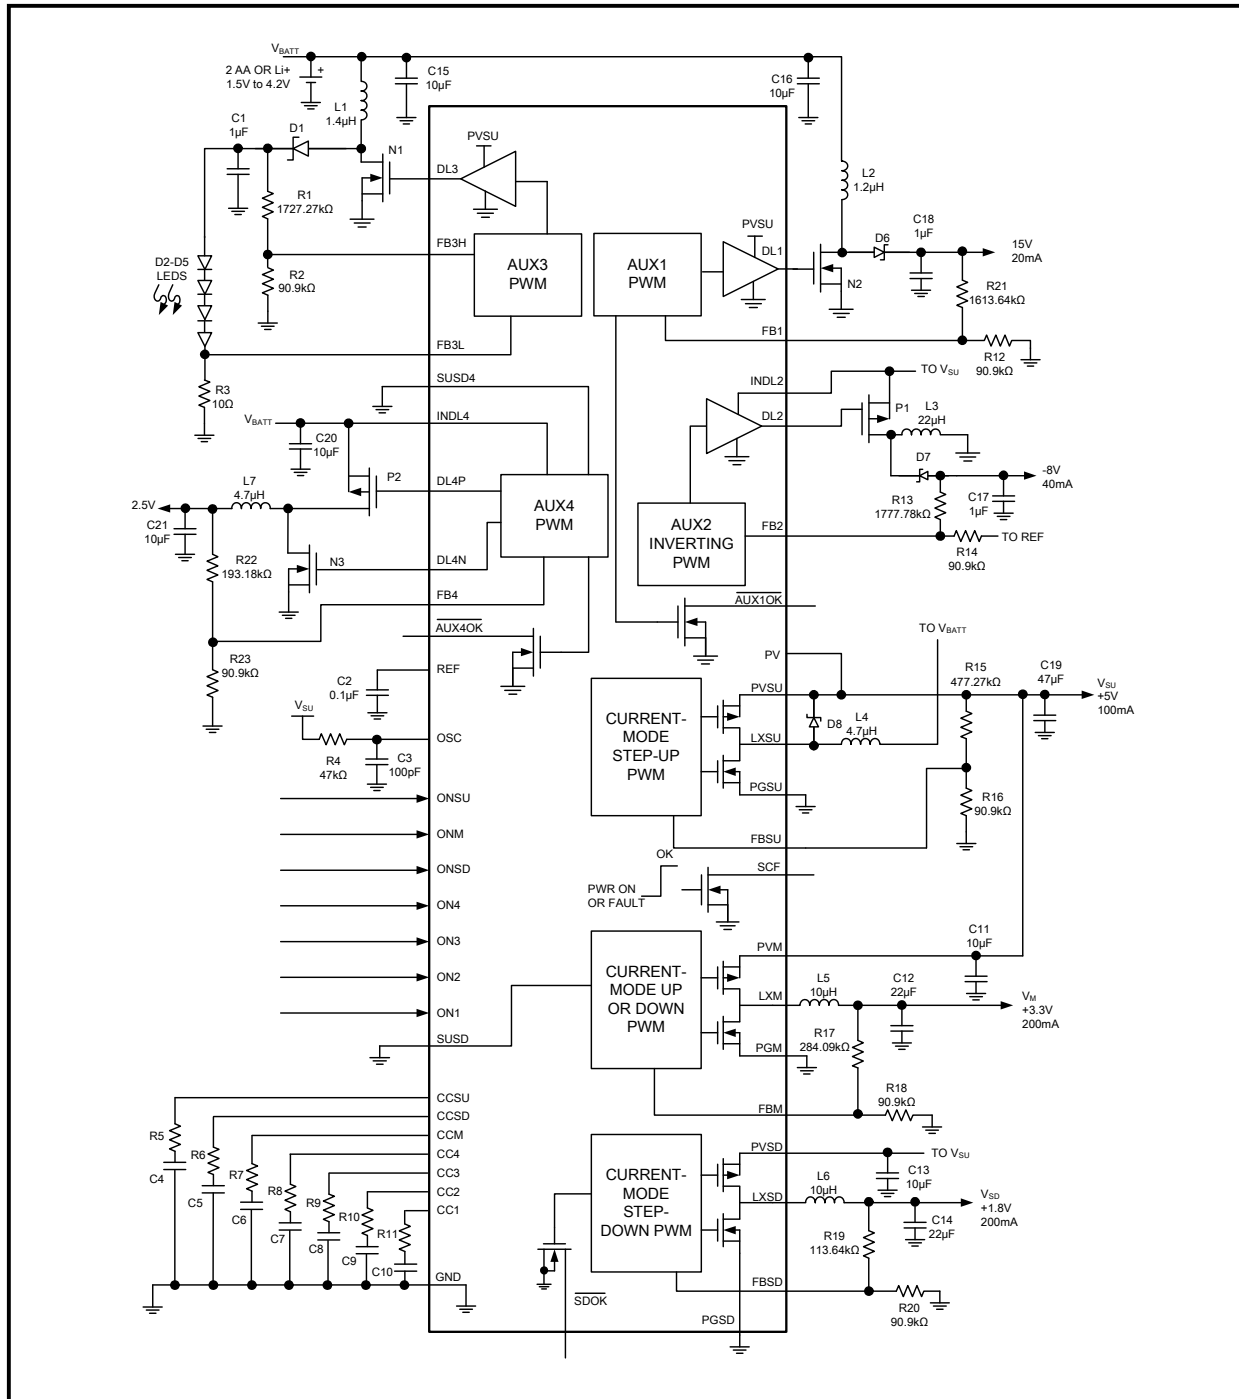 VBATT
2 AA OR Li+
1.5V to 4.2V
+
C15
10µF
C16
10µF
L1
1.4µH
C1
1µF
D1
N1
DL3
PVSU
R1
1727.27kΩ
FB3H
R2
90.9kΩ
D2-D5
LEDS
AUX3
PWM
FB3L
R3
10Ω
L2
1.2µH
AUX1
PWM
PVSU
DL1
N2
D6
C18
1µF
15V
20mA
R21
1613.64kΩ
FB1
R12
90.9kΩ
SUSD4
VBATT
INDL4
C20
10µF
P2
L7
4.7µH
DL4P
2.5V
C21
10µF
AUX4
PWM
R22
193.18kΩ
N3
DL4N
FB4
R23
90.9kΩ
AUX4OK
INDL2
TO VSU
DL2
P1
L3
22µH
D7
-8V
40mA
R13
1777.78kΩ
C17
1µF
AUX2
INVERTING
PWM
FB2
TO REF
R14
90.9kΩ
AUX1OK
REF
C2
0.1µF
VSU
OSC
R4
47kΩ
C3
100pF
TO VBATT
PV
PVSU
R15
477.27kΩ
C19
47µF
VSU
+5V
100mA
CURRENT-
MODE
STEP-UP
PWM
D8
LXSU
L4
4.7µH
PGSU
R16
90.9kΩ
FBSU
OK
SCF
PWR ON
OR FAULT
ONSU
ONM
ONSD
ON4
ON3
ON2
ON1
SUSD
C11
10µF
PVM
CURRENT-
MODE UP
OR DOWN
PWM
LXM
L5
10µH
C12
22µF
VM
+3.3V
200mA
R17
284.09kΩ
PGM
R18
90.9kΩ
FBM
CCSU
CCSD
CCM
CC4
CC3
CC2
CC1
GND
R5
C4
R6
C5
R7
C6
R8
C7
R9
C8
R10
C9
R11
C10
PVSD
TO VSU
C13
10µF
CURRENT-
MODE
STEP-
DOWN PWM
LXSD
L6
10µH
VSD
+1.8V
200mA
C14
22µF
R19
113.64kΩ
FBSD
R20
90.9kΩ
SDOK
PGSD